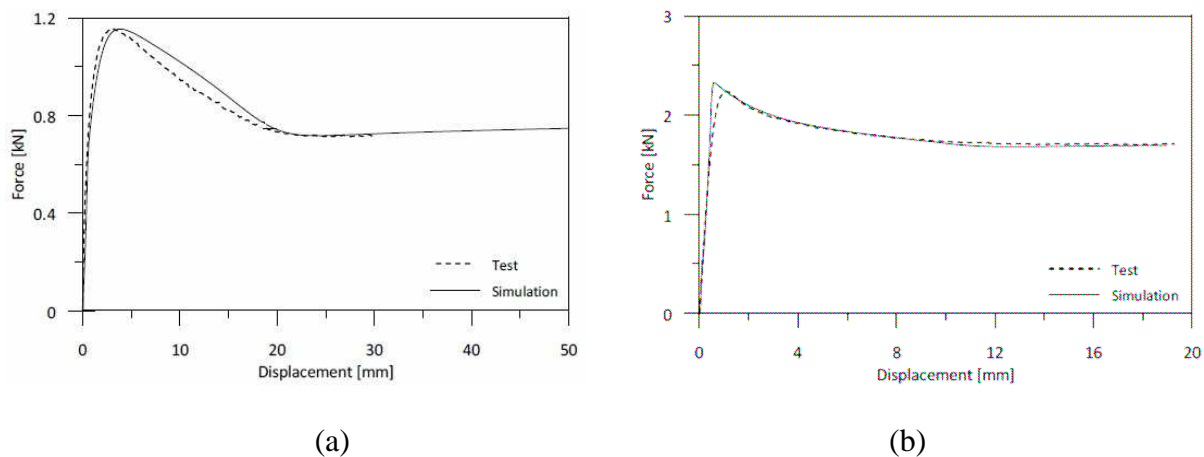 1.2
0.8
0.4
0
Force [kN]
Test
Simulation
0 10 20 30 40 50
Displacement [mm]
(a)
3
2
1
0
Force [kN]
Test
Simulation
0 4 8 12 16 20
Displacement [mm]
(b)